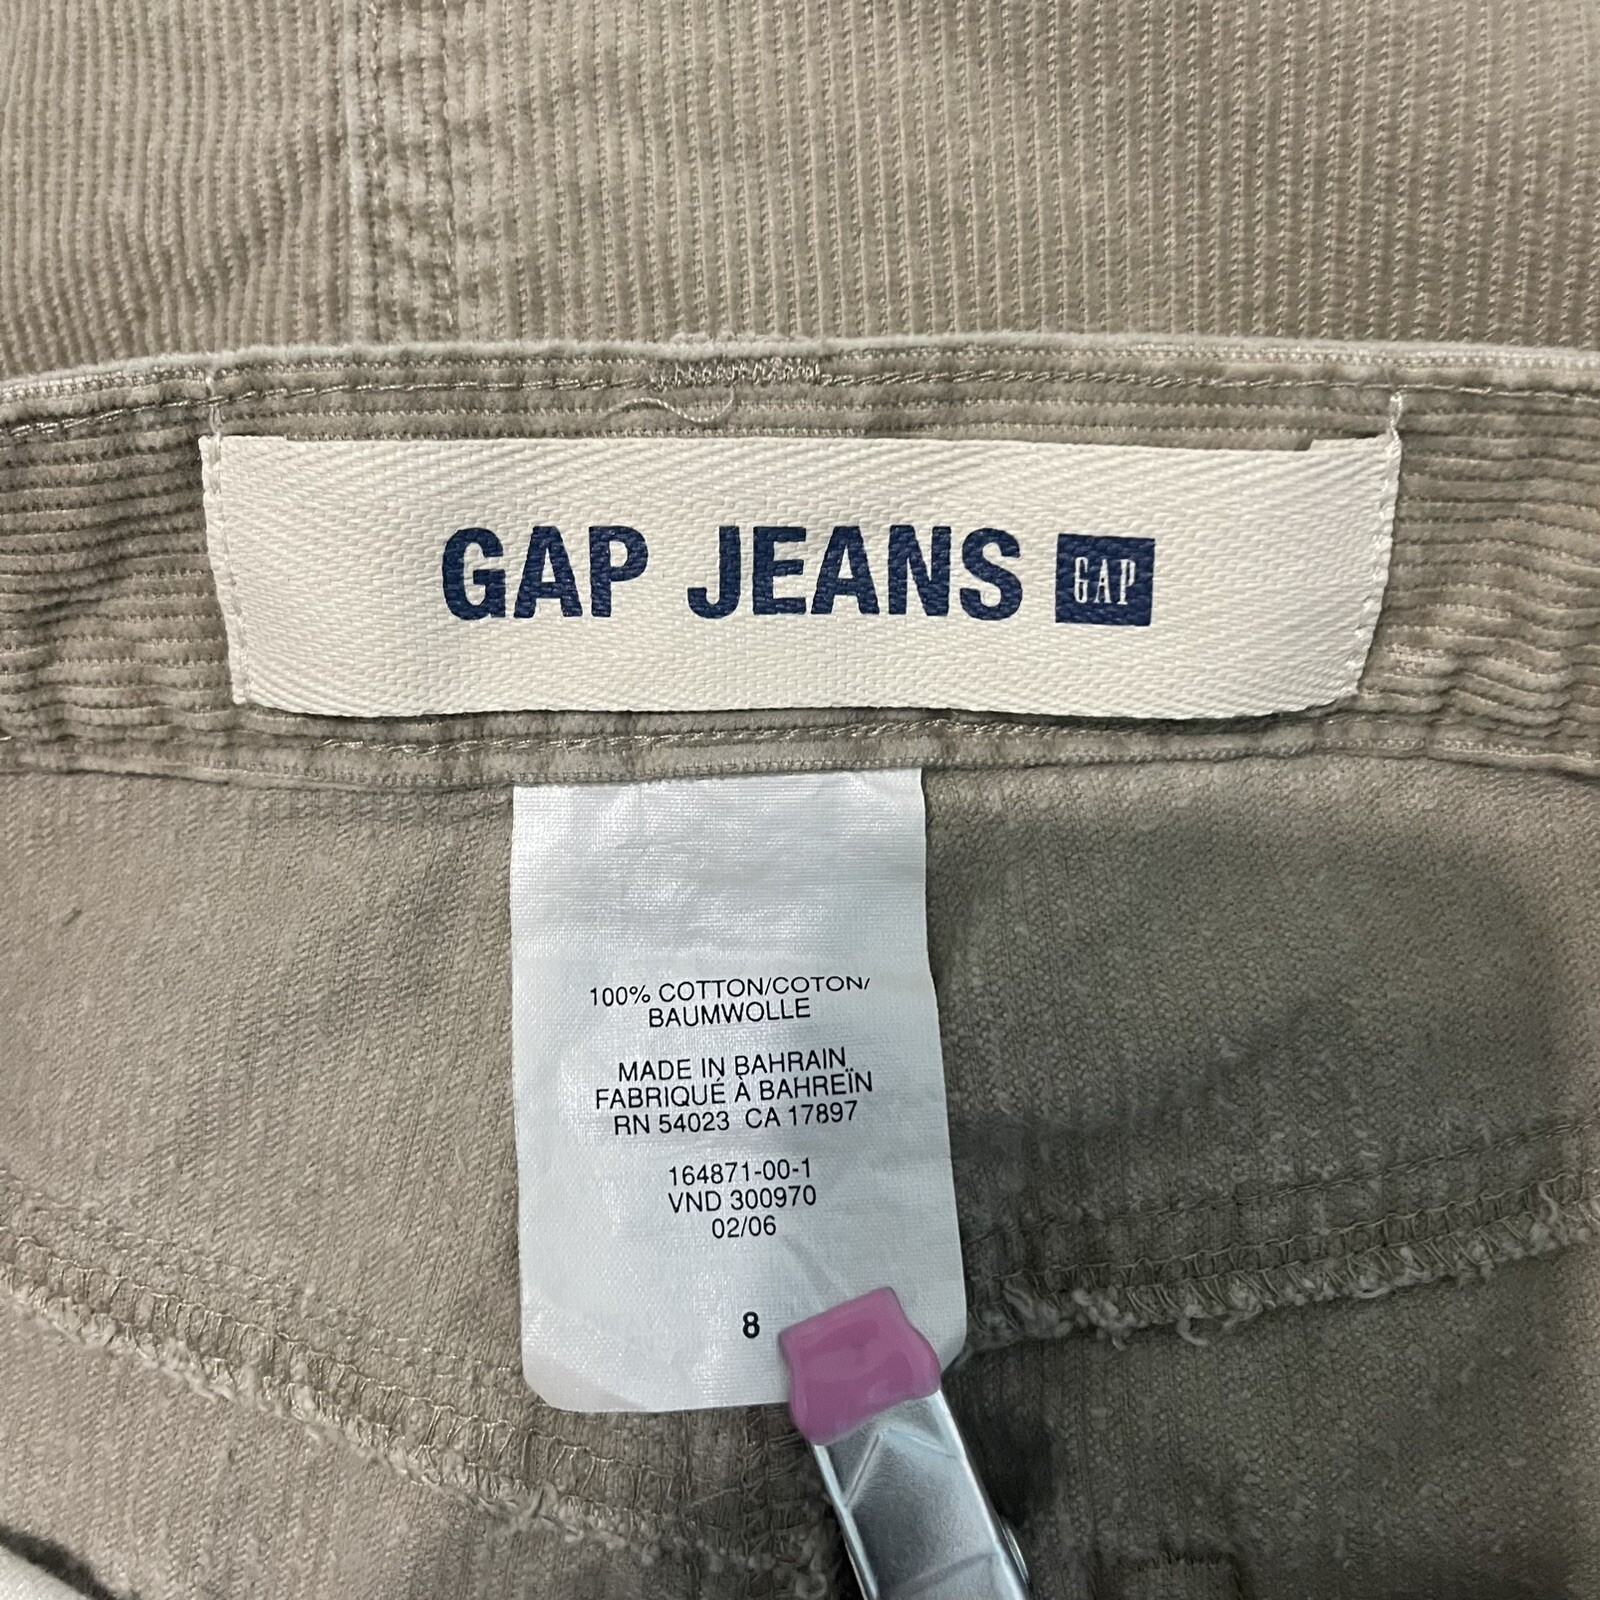 GAP JEANS GAP
100% COTTON/COTON/
BAUMWOLLE
MADE IN BAHRAIN
FABRIQUÉ À BAHREÏN
RN 54023 CA 17897
164871-00-1
VND 300970
02/06
8